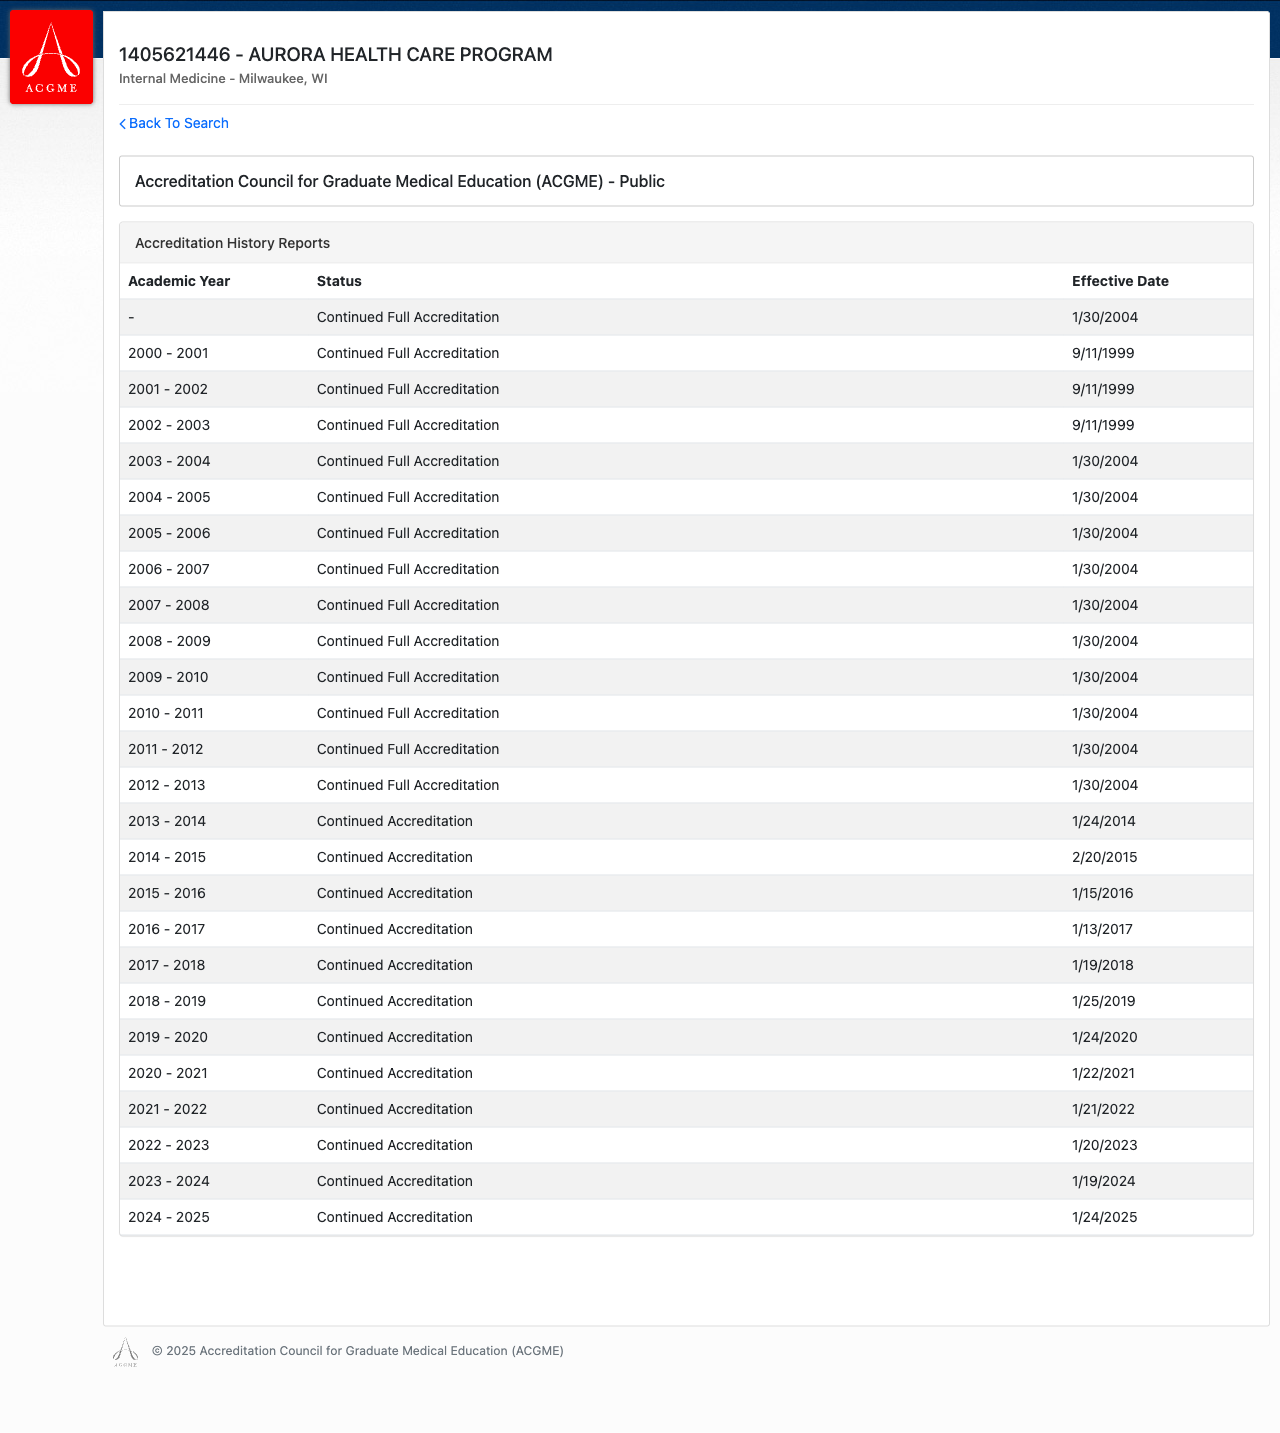 ACGME
1405621446 - AURORA HEALTH CARE PROGRAM
Internal Medicine - Milwaukee, WI
Back To Search
Accreditation Council for Graduate Medical Education (ACGME) - Public
Accreditation History Reports
Academic Year Status Effective Date
- Continued Full Accreditation 1/30/2004
2000 - 2001 Continued Full Accreditation 9/11/1999
2001 - 2002 Continued Full Accreditation 9/11/1999
2002 - 2003 Continued Full Accreditation 9/11/1999
2003 - 2004 Continued Full Accreditation 1/30/2004
2004 - 2005 Continued Full Accreditation 1/30/2004
2005 - 2006 Continued Full Accreditation 1/30/2004
2006 - 2007 Continued Full Accreditation 1/30/2004
2007 - 2008 Continued Full Accreditation 1/30/2004
2008 - 2009 Continued Full Accreditation 1/30/2004
2009 - 2010 Continued Full Accreditation 1/30/2004
2010 - 2011 Continued Full Accreditation 1/30/2004
2011 - 2012 Continued Full Accreditation 1/30/2004
2012 - 2013 Continued Full Accreditation 1/30/2004
2013 - 2014 Continued Accreditation 1/24/2014
2014 - 2015 Continued Accreditation 2/20/2015
2015 - 2016 Continued Accreditation 1/15/2016
2016 - 2017 Continued Accreditation 1/13/2017
2017 - 2018 Continued Accreditation 1/19/2018
2018 - 2019 Continued Accreditation 1/25/2019
2019 - 2020 Continued Accreditation 1/24/2020
2020 - 2021 Continued Accreditation 1/22/2021
2021 - 2022 Continued Accreditation 1/21/2022
2022 - 2023 Continued Accreditation 1/20/2023
2023 - 2024 Continued Accreditation 1/19/2024
2024 - 2025 Continued Accreditation 1/24/2025
ACGME
© 2025 Accreditation Council for Graduate Medical Education (ACGME)